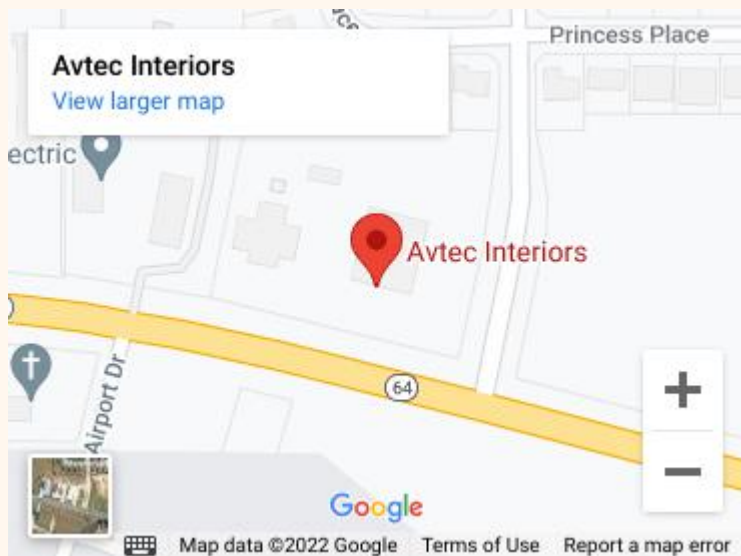 Avtec Interiors
View larger map
Princess Place
ectric
Avtec Interiors
64
Airport Dr
Google
Map data ©2022 Google Terms of Use Report a map error